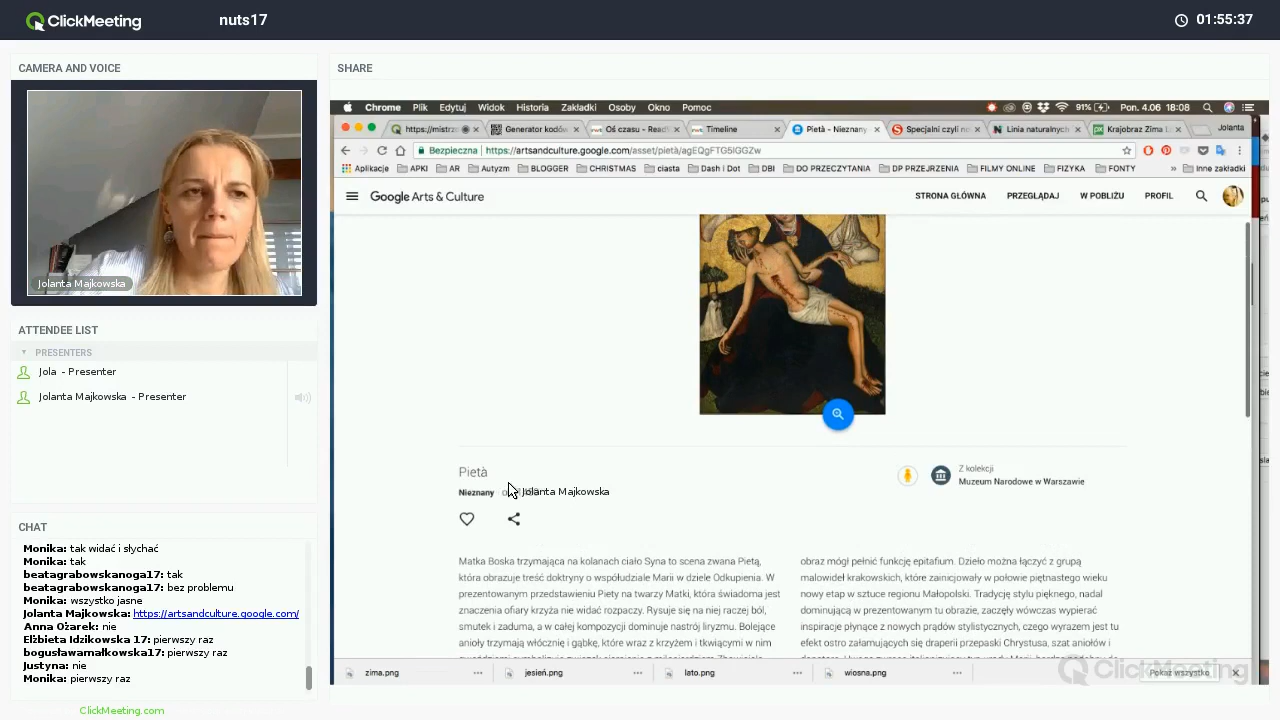 ClickMeeting
nuts17
01:55:37
CAMERA AND VOICE
SHARE
Jolanta Majkowska
ATTENDEE LIST
PRESENTERS
Jola - Presenter
Jolanta Majkowska - Presenter
CHAT
Monika: tak widać i słychać
Monika: tak
beatagrabowskanoga17: tak
beatagrabowskanoga17: bez problemu
Monika: wszystko jasne
Jolanta Majkowska: https://artsandculture.google.com/
Anna Ożarek: nie
Elżbieta Idzikowska 17: pierwszy raz
bogusławamałkowska17: pierwszy raz
Justyna: nie
Monika: pierwszy raz
ClickMeeting.com
Chrome Plik Edytuj Widok Historia Zakładki Osoby Okno Pomoc
91% Pon. 4.06 18:08
https://mistrzo
Generator kodów
Oś czasu - Read
Timeline
Pietà - Nieznany
Specjalni czyli no
Linia naturalnych
Krajobraz Zima L
Jolanta
Bezpieczna https://artsandculture.google.com/asset/pietà/agEQgFTG5IGGZw
Aplikacje APKI AR Autyzm BLOGGER CHRISTMAS ciasta Dash i Dot DBI DO PRZECZYTANIA DP PRZEJRZEM FILMY ONLINE FIZYKA FONTY » Inne zakładki
Google Arts & Culture
STRONA GŁÓWNA PRZEGLĄDAJ W POBLIŻU PROFIL
Pietà
Nieznany
Jolanta Majkowska
Z kolekcji
Muzeum Narodowe w Warszawie
Matka Boska trzymająca na kolanach ciało Syna to scena zwana Pietą,
która obrazuje treść doktryny o współudziale Marii w dziele Odkupienia. W
prezentowanym przedstawieniu Piety na twarzy Matki, która świadoma jest
znaczenia ofiary krzyża nie widać rozpaczy. Rysuje się na niej raczej ból,
smutek i zaduma, a w całej kompozycji dominuje nastrój liryzmu. Bolejące
anioły trzymają włócznię i gąbkę, które wraz z krzyżem i tkwiącymi w nim
obraz mógł pełnić funkcję epitafium. Dzieło można łączyć z grupą
malowideł krakowskich, które zainicjowały w połowie piętnastego wieku
nowy etap w sztuce regionu Małopolski. Tradycję stylu pięknego, nadal
dominującą w prezentowanym tu obrazie, zaczęły wówczas wypierać
inspiracje płynące z nowych prądów stylistycznych, czego wyrazem jest tu
efekt ostro załamujących się draperii przepaski Chrystusa, szat aniołów i
zima.png
jesień.png
lato.png
wiosna.png
Pokaż wszystko
ClickMeeting